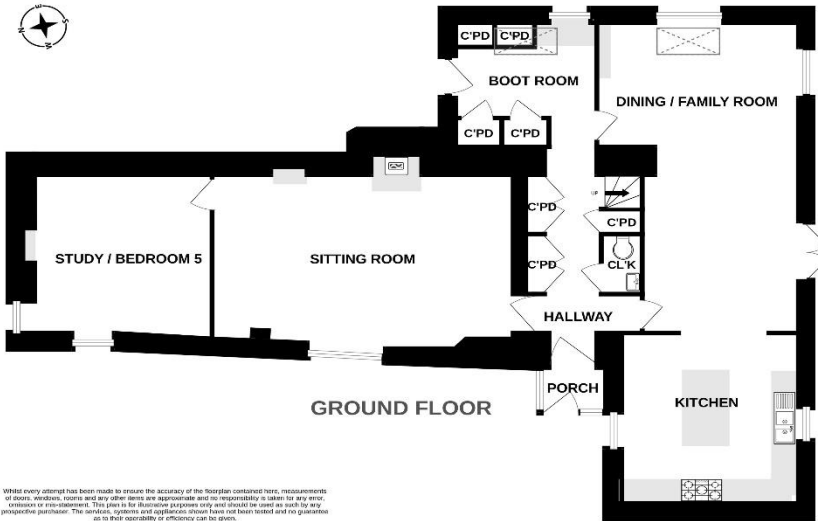 N E S W
C'PD C'PD
BOOT ROOM
DINING / FAMILY ROOM
C'PD C'PD
UP
C'PD
C'PD
STUDY / BEDROOM 5
SITTING ROOM
C'PD
CL'K
HALLWAY
PORCH
KITCHEN
GROUND FLOOR
Whilst every attempt has been made to ensure the accuracy of the floorplan contained here, measurements
of doors, windows, rooms and any other items are approximate and no responsibility is taken for any error,
omission or mis-statement. This plan is for illustrative purposes only and should be used as such by any
prospective purchaser. The services, systems and appliances shown have not been tested and no guarantee
as to their operability or efficiency can be given.